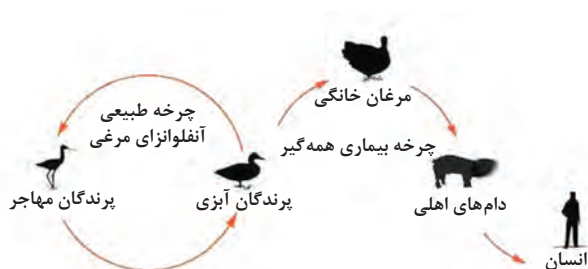 مرغان خانگی
چرخه طبیعی
آنفلوانزای مرغی
چرخه بیماری همه‌گیر
پرندگان مهاجر
پرندگان آبزی
دام‌های اهلی
انسان